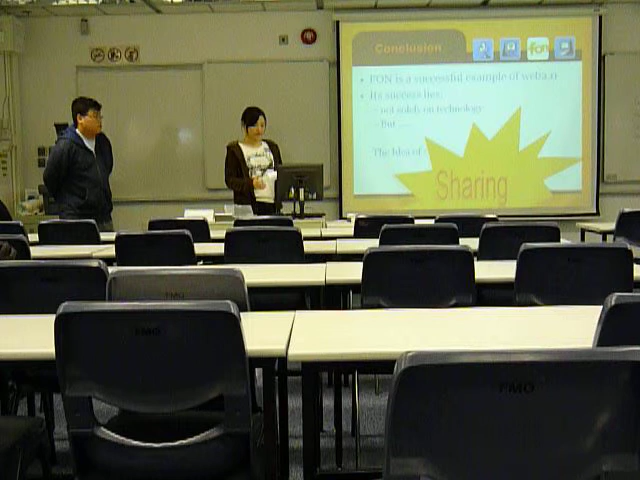 Conclusion
fon
FON is a successful example of web2.0
Its success lies:
not solely on technology
But ....
The Idea of
Sharing
FMO
FMO
FMO